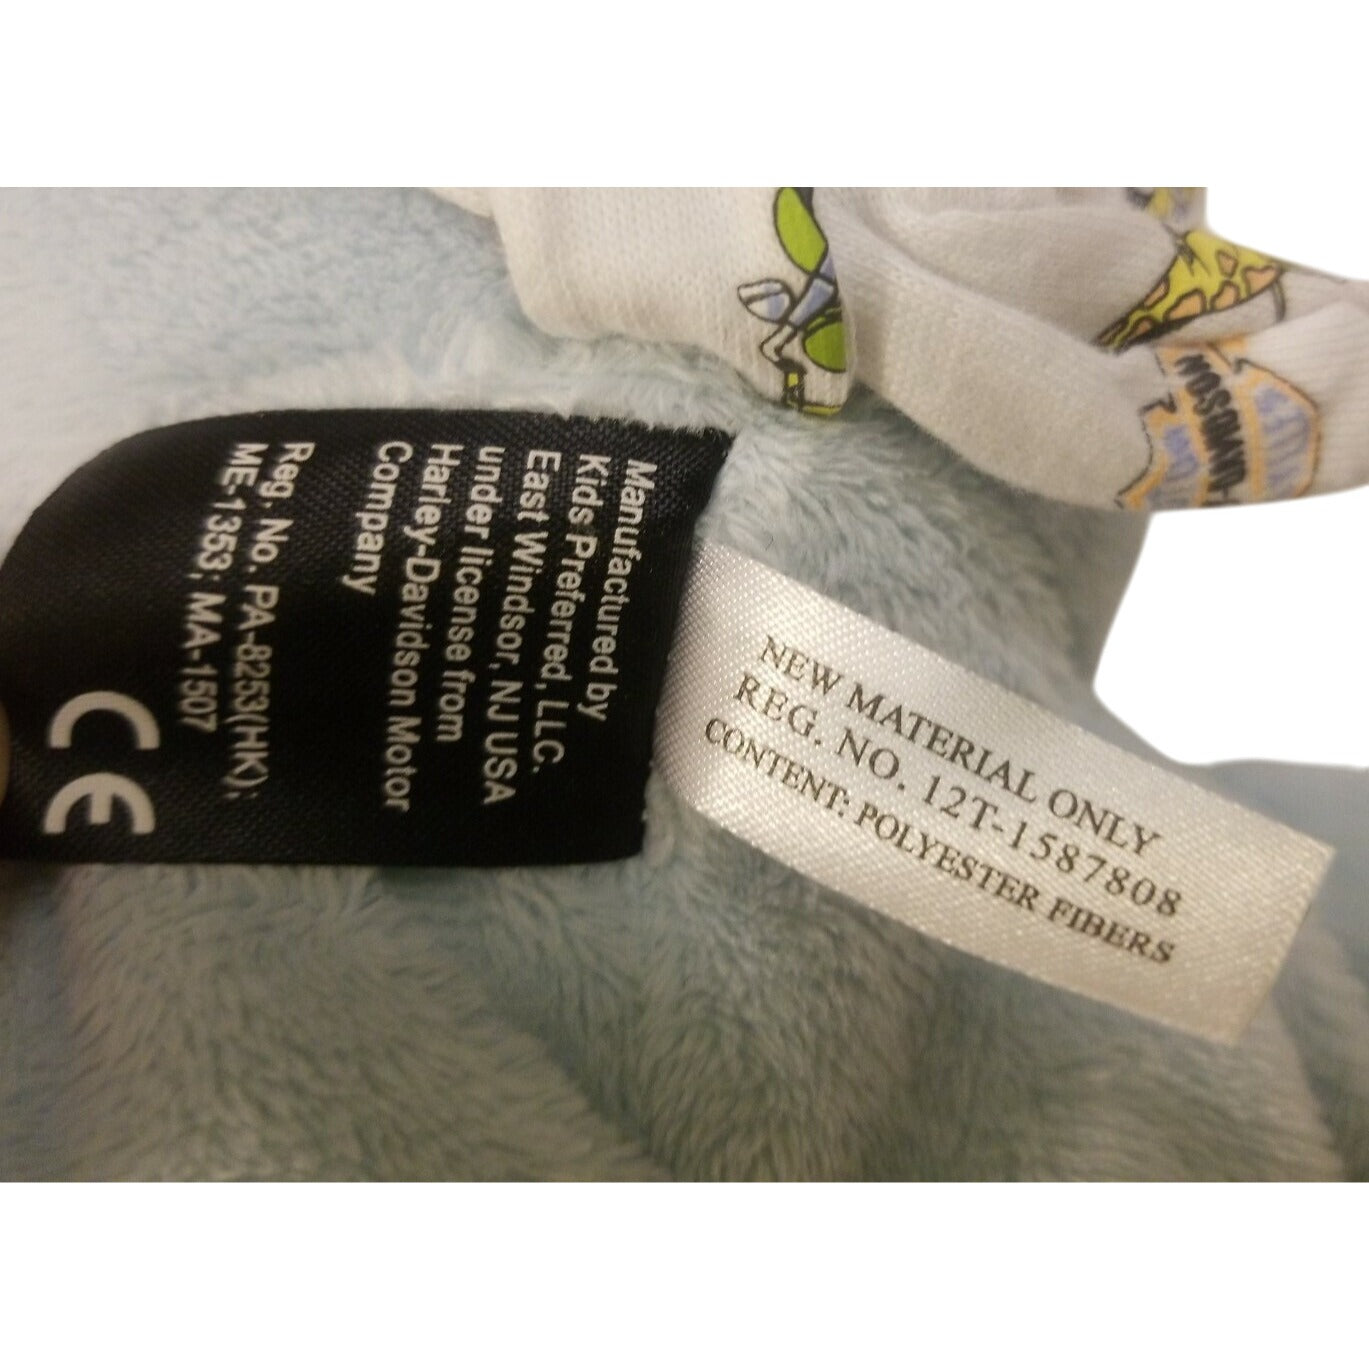 Manufactured by
Kids Preferred, LLC.
East Windsor, NJ USA
under license from
Harley-Davidson Motor
Company
Reg. No. PA-8253(HK);
ME-1353; MA-1507
CE
NEW MATERIAL ONLY
REG. NO. 12T-1587808
CONTENT: POLYESTER FIBERS